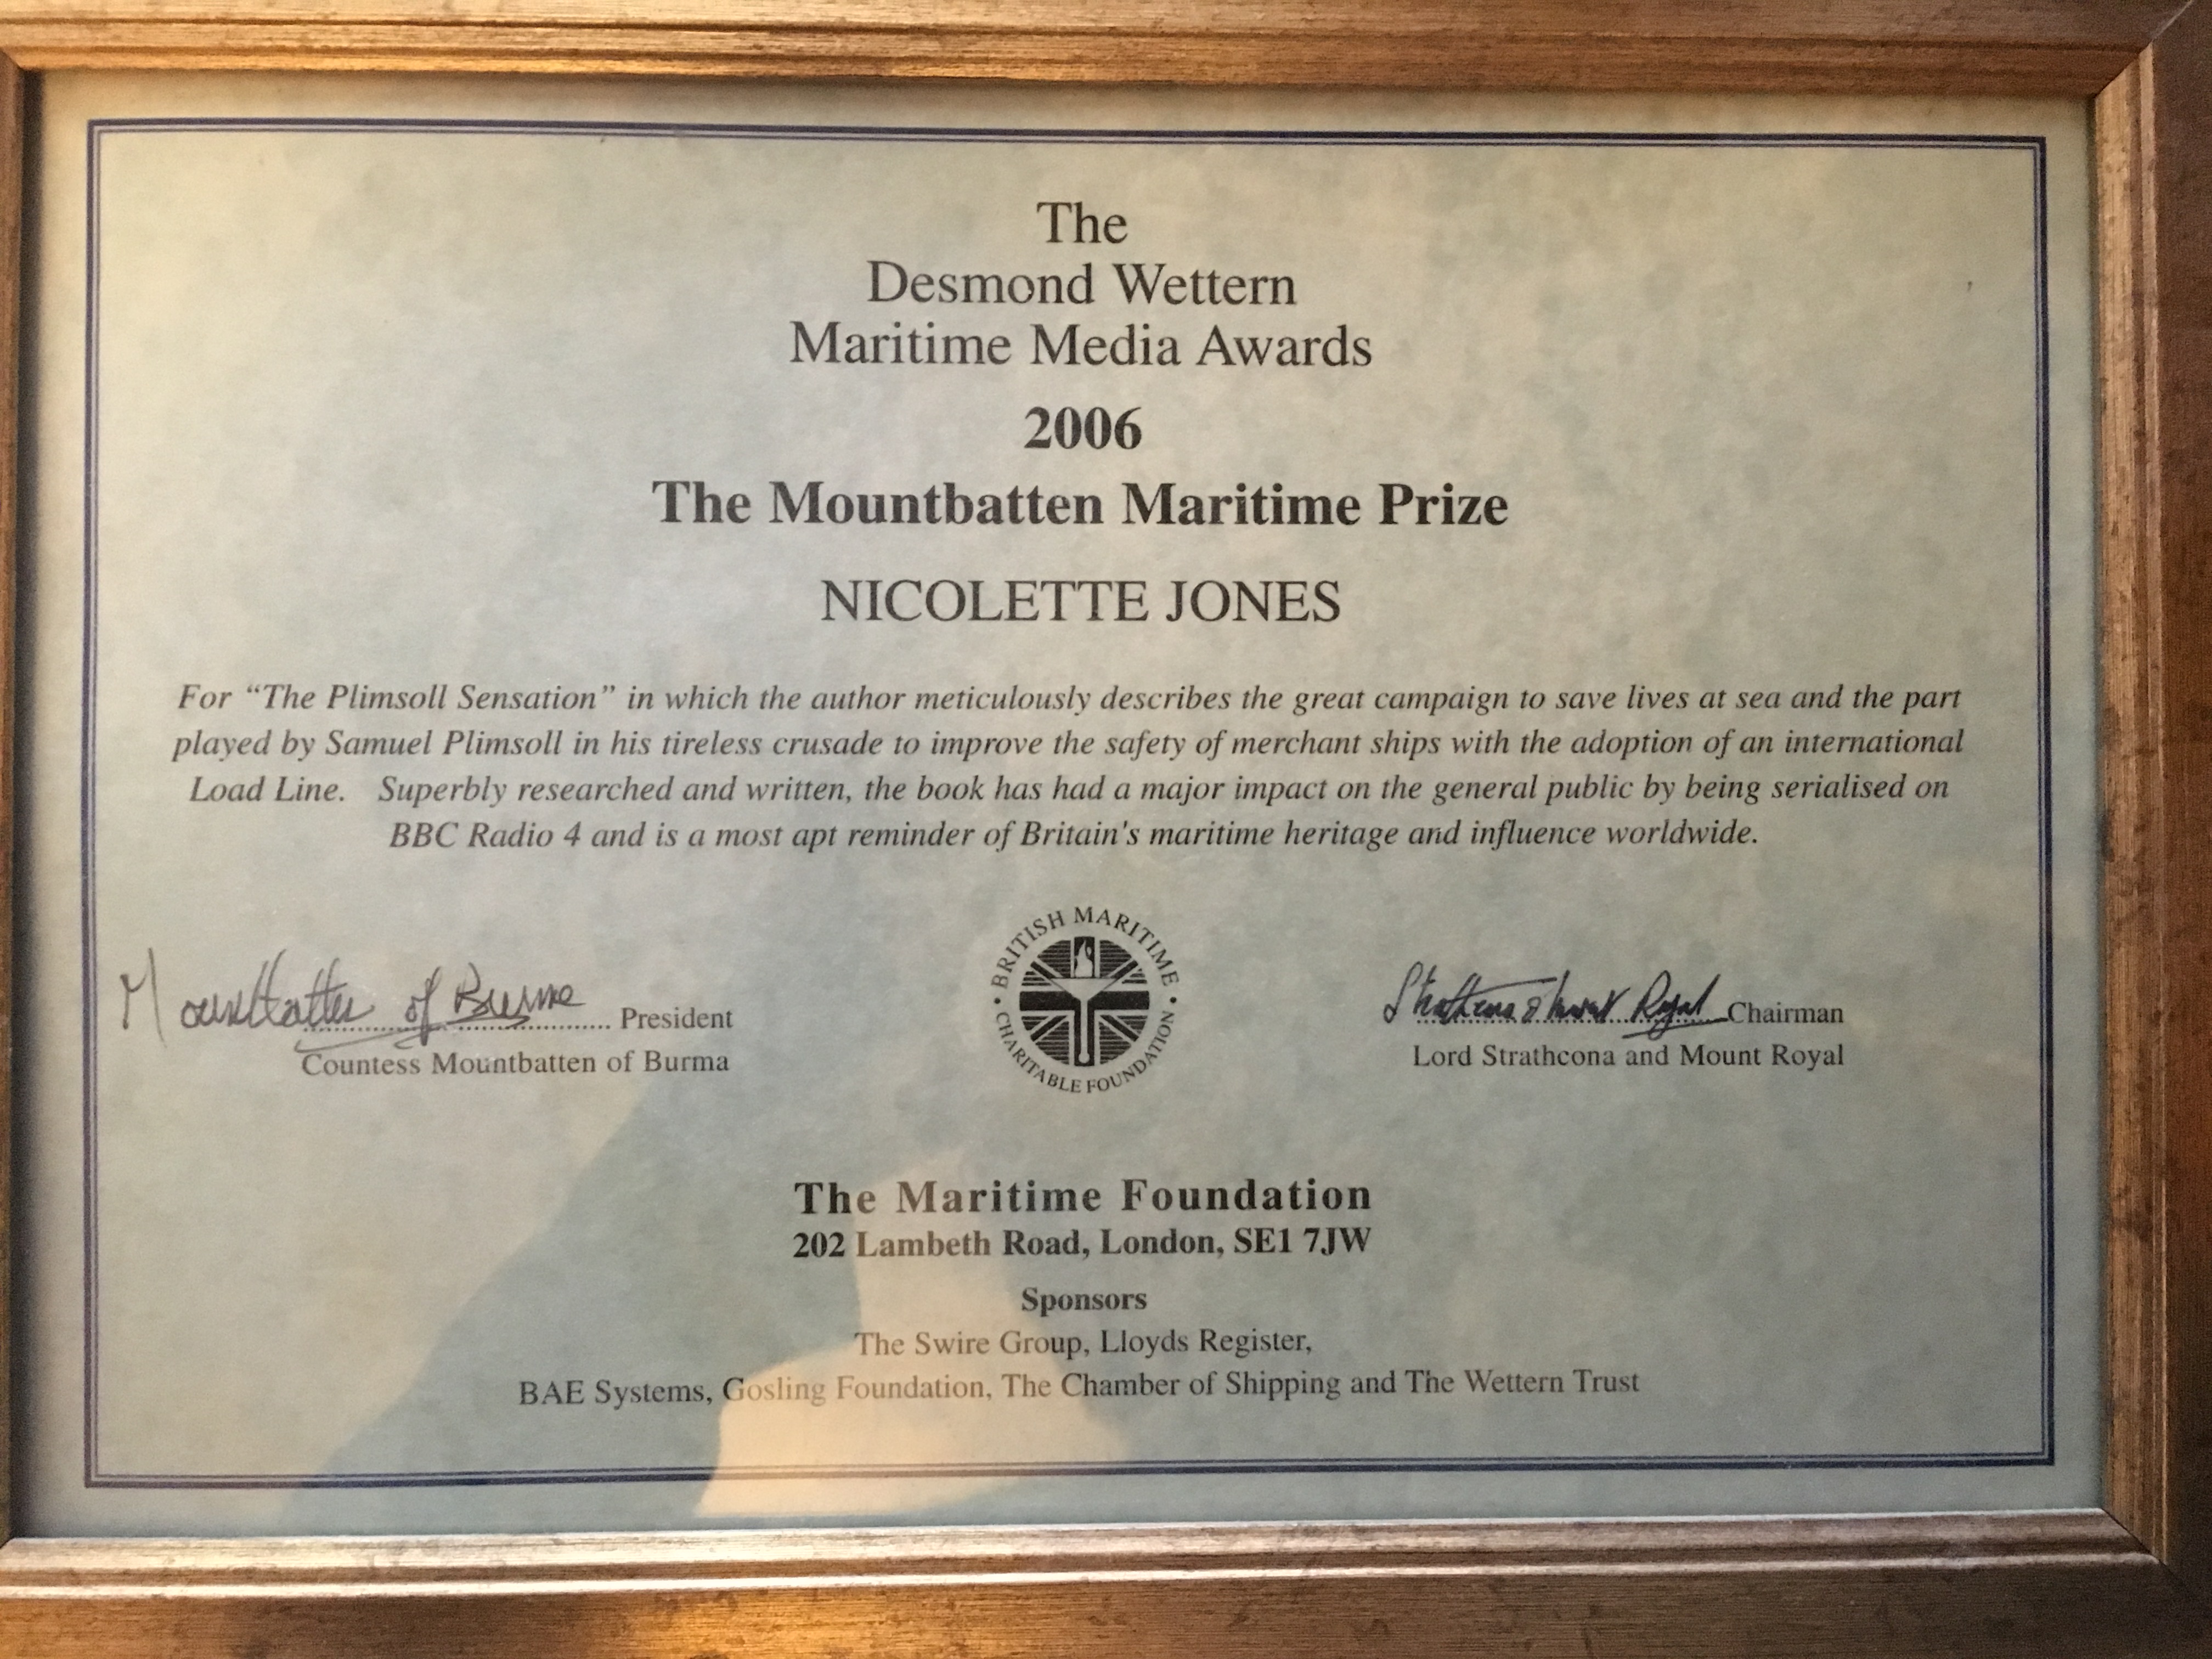 The
Desmond Wettern
Maritime Media Awards
2006
The Mountbatten Maritime Prize
NICOLETTE JONES
For “The Plimsoll Sensation” in which the author meticulously describes the great campaign to save lives at sea and the part
played by Samuel Plimsoll in his tireless crusade to improve the safety of merchant ships with the adoption of an international
Load Line. Superbly researched and written, the book has had a major impact on the general public by being serialised on
BBC Radio 4 and is a most apt reminder of Britain's maritime heritage and influence worldwide.
Mountbatten of Burma President
Countess Mountbatten of Burma
• BRITISH MARITIME •
CHARITABLE FOUNDATION
Strathcona & Mount Royal Chairman
Lord Strathcona and Mount Royal
The Maritime Foundation
202 Lambeth Road, London, SE1 7JW
Sponsors
The Swire Group, Lloyds Register,
BAE Systems, Gosling Foundation, The Chamber of Shipping and The Wettern Trust